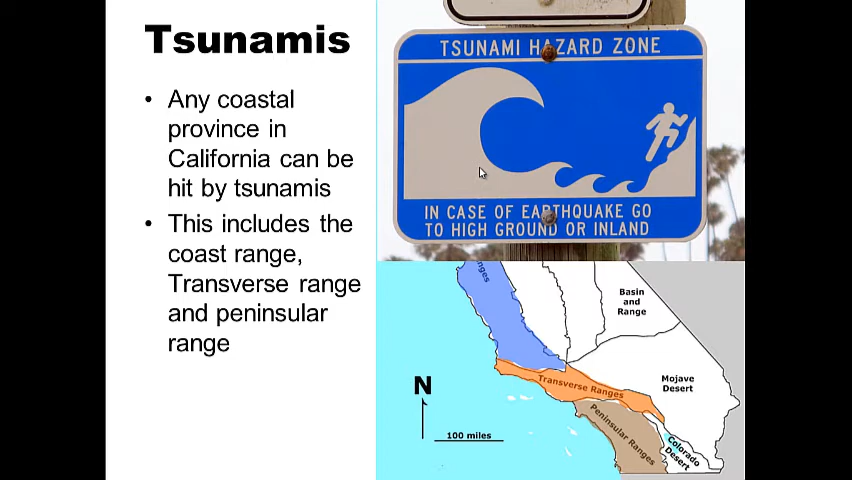 Tsunamis
• Any coastal
province in
California can be
hit by tsunamis
• This includes the
coast range,
Transverse range
and peninsular
range
TSUNAMI HAZARD ZONE
IN CASE OF EARTHQUAKE GO
TO HIGH GROUND OR INLAND
Basin
and
Range
Transverse Ranges
Mojave
Desert
Peninsular Ranges
Colorado
Desert
N
100 miles